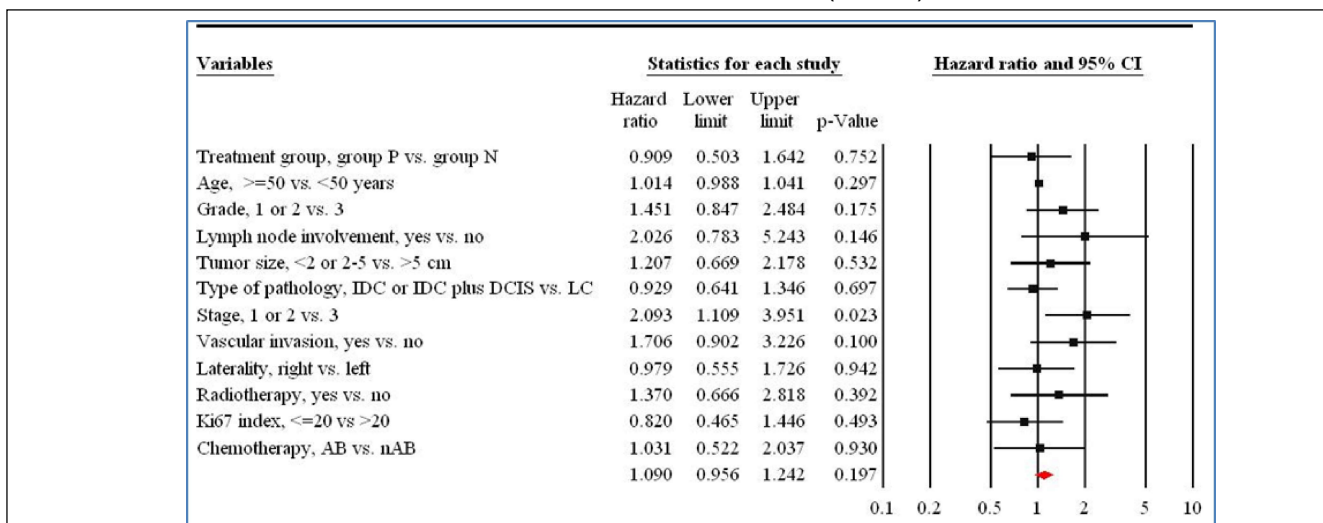 Variables Statistics for each study Hazard ratio and 95% CI
Hazard Lower Upper
ratio limit limit p-Value
Treatment group, group P vs. group N 0.909 0.503 1.642 0.752
Age, >=50 vs. <50 years 1.014 0.988 1.041 0.297
Grade, 1 or 2 vs. 3 1.451 0.847 2.484 0.175
Lymph node involvement, yes vs. no 2.026 0.783 5.243 0.146
Tumor size, <2 or 2-5 vs. >5 cm 1.207 0.669 2.178 0.532
Type of pathology, IDC or IDC plus DCIS vs. LC 0.929 0.641 1.346 0.697
Stage, 1 or 2 vs. 3 2.093 1.109 3.951 0.023
Vascular invasion, yes vs. no 1.706 0.902 3.226 0.100
Laterality, right vs. left 0.979 0.555 1.726 0.942
Radiotherapy, yes vs. no 1.370 0.666 2.818 0.392
Ki67 index, <=20 vs >20 0.820 0.465 1.446 0.493
Chemotherapy, AB vs. nAB 1.031 0.522 2.037 0.930
1.090 0.956 1.242 0.197
0.1 0.2 0.5 1 2 5 10